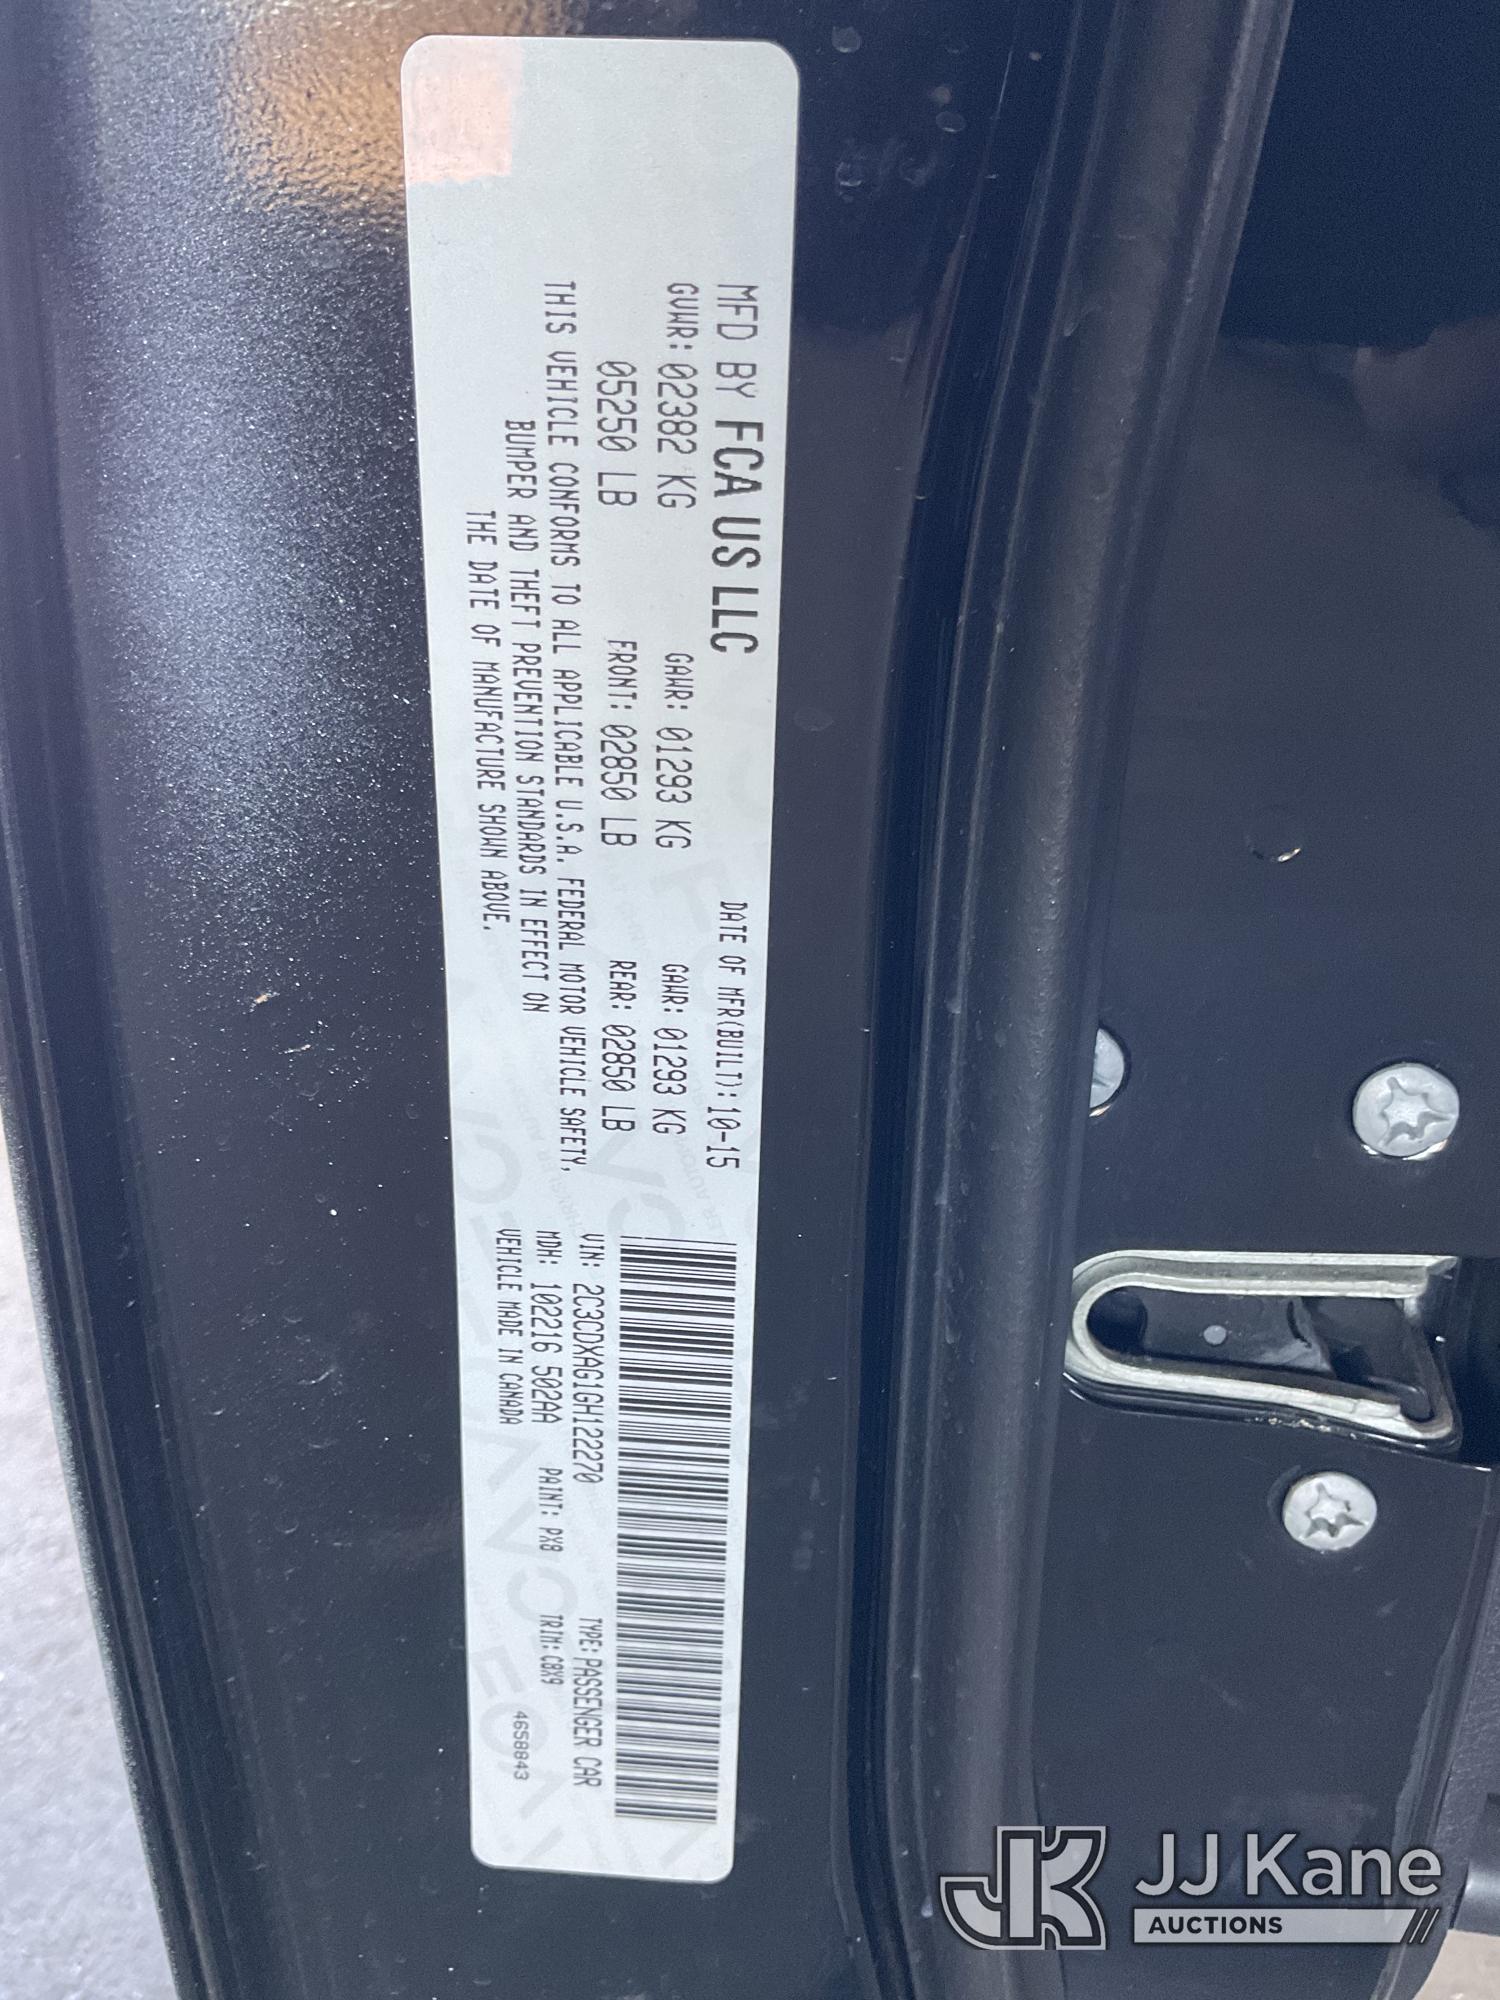 MFD BY FCA US LLC
DATE OF MFR(BUILT):10-15
GVWR: 02382 KG
GAWR: 01293 KG
GAWR: 01293 KG
05250 LB
FRONT: 02850 LB
REAR: 02850 LB
THIS VEHICLE CONFORMS TO ALL APPLICABLE U.S.A. FEDERAL MOTOR VEHICLE SAFETY,
BUMPER AND THEFT PREVENTION STANDARDS IN EFFECT ON
THE DATE OF MANUFACTURE SHOWN ABOVE.
VIN: 2C3CDXAG1GH122270
TYPE: PASSENGER CAR
MDH: 102216 502AA
PAINT: PX8
TRIM: C8X9
VEHICLE MADE IN CANADA
4658843
JK JJ Kane
AUCTIONS